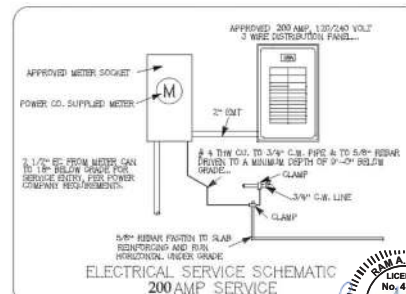 APPROVED 200 AMP, 120/240 VOLT
3 WIRE DISTRIBUTION PANEL...
APPROVED METER SOCKET
POWER CO. SUPPLIED METER
M
2" EMT
2 1/2" EC FROM METER CAN
TO 18" BELOW GRADE FOR
SERVICE ENTRY, PER POWER
COMPANY REQUIREMENTS.
# 4 THW CU. TO 3/4" C.W. PIPE & TO 5/8" REBAR
DRIVEN TO A MINIMUM DEPTH OF 9'-0" BELOW
GRADE...
CLAMP
3/4" C.W. LINE
CLAMP
5/8" REBAR FASTEN TO SLAB
REINFORCING AND RUN
HORIZONTAL UNDER GRADE
ELECTRICAL SERVICE SCHEMATIC
200 AMP SERVICE
RAM A.
LICE
No. 4